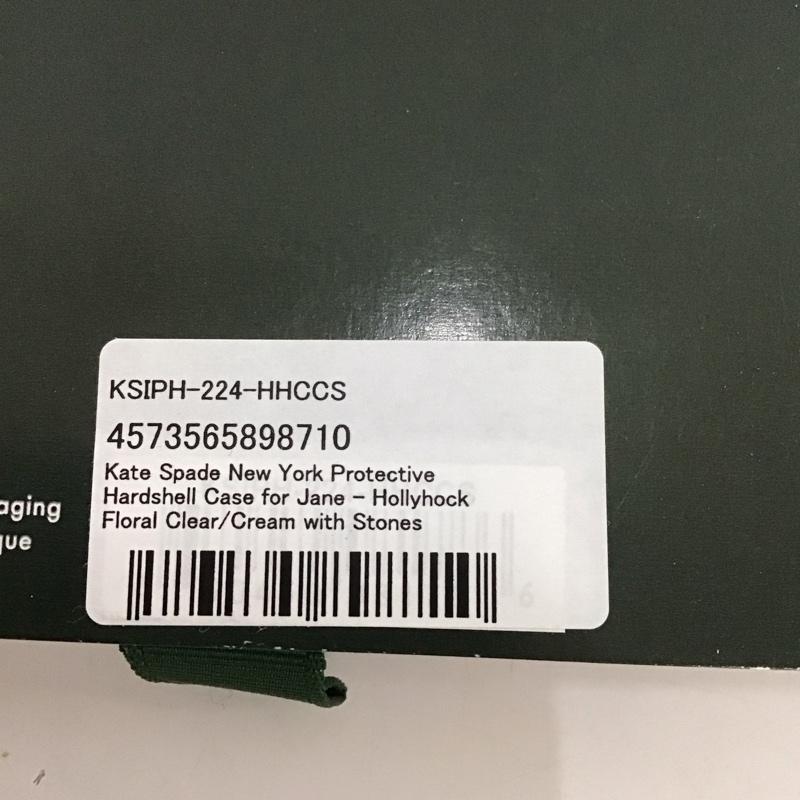 KSIPH-224-HHCCS
4573565898710
Kate Spade New York Protective
Hardshell Case for Jane - Hollyhock
Floral Clear/Cream with Stones
aging
que
6